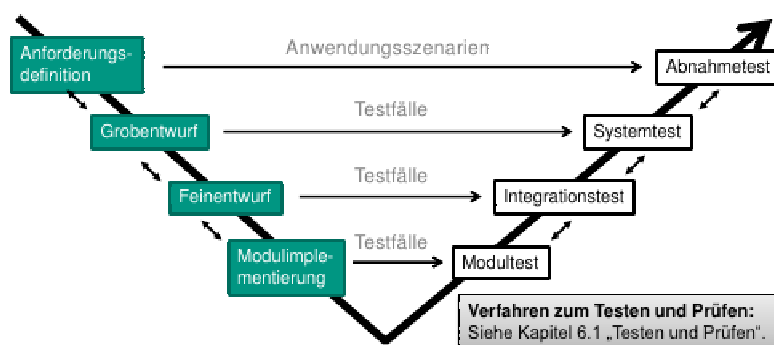 Anforderungs-
definition
Anwendungsszenarien
Abnahmetest
Grobentwurf
Testfälle
Systemtest
Feinentwurf
Testfälle
Integrationstest
Modulimple-
mentierung
Testfälle
Modultest
Verfahren zum Testen und Prüfen:
Siehe Kapitel 6.1 „Testen und Prüfen“.